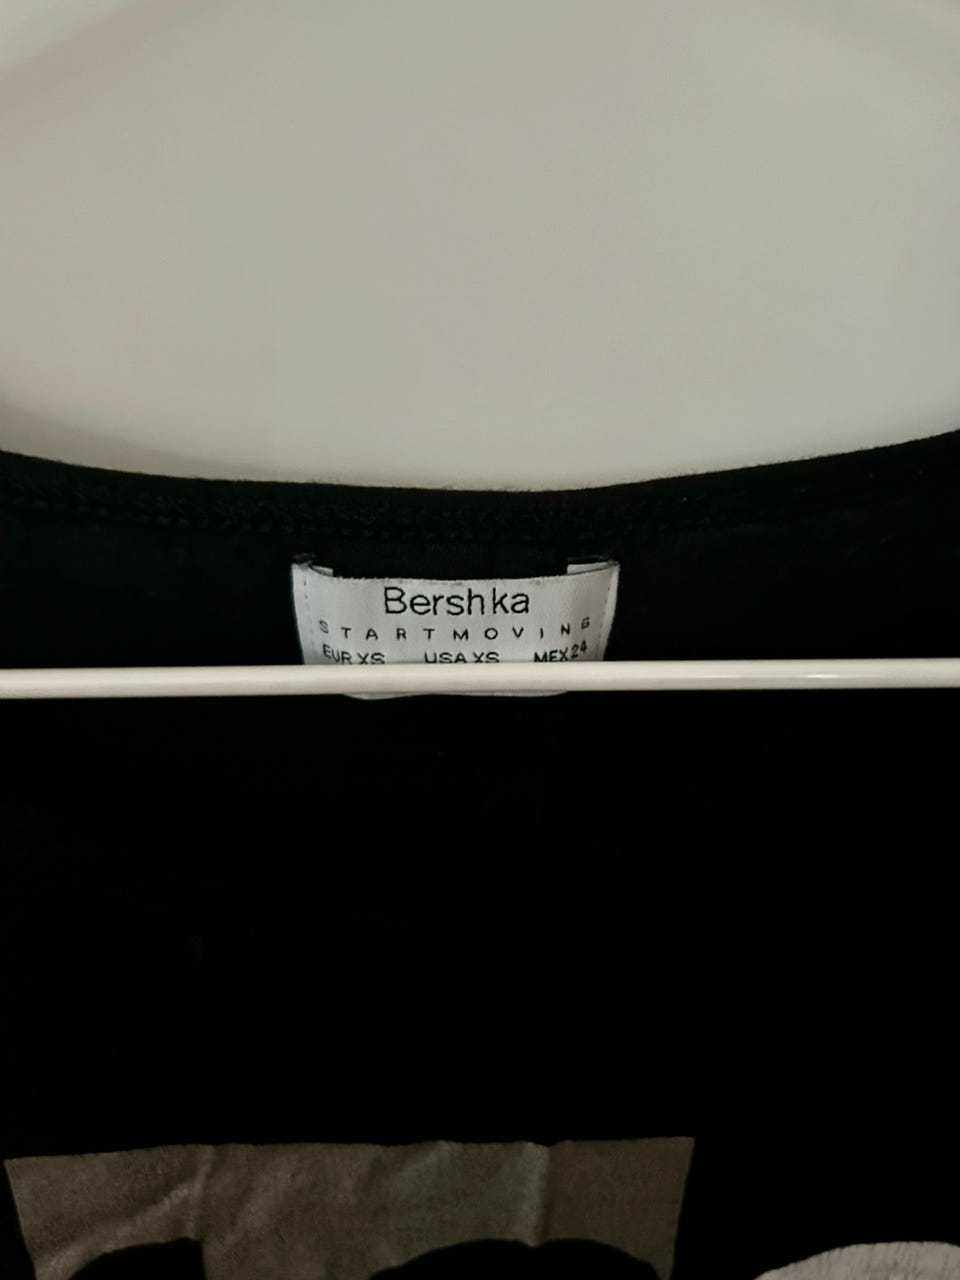 Bershka
STARTMOVING
EUR XS USA XS MEX 24